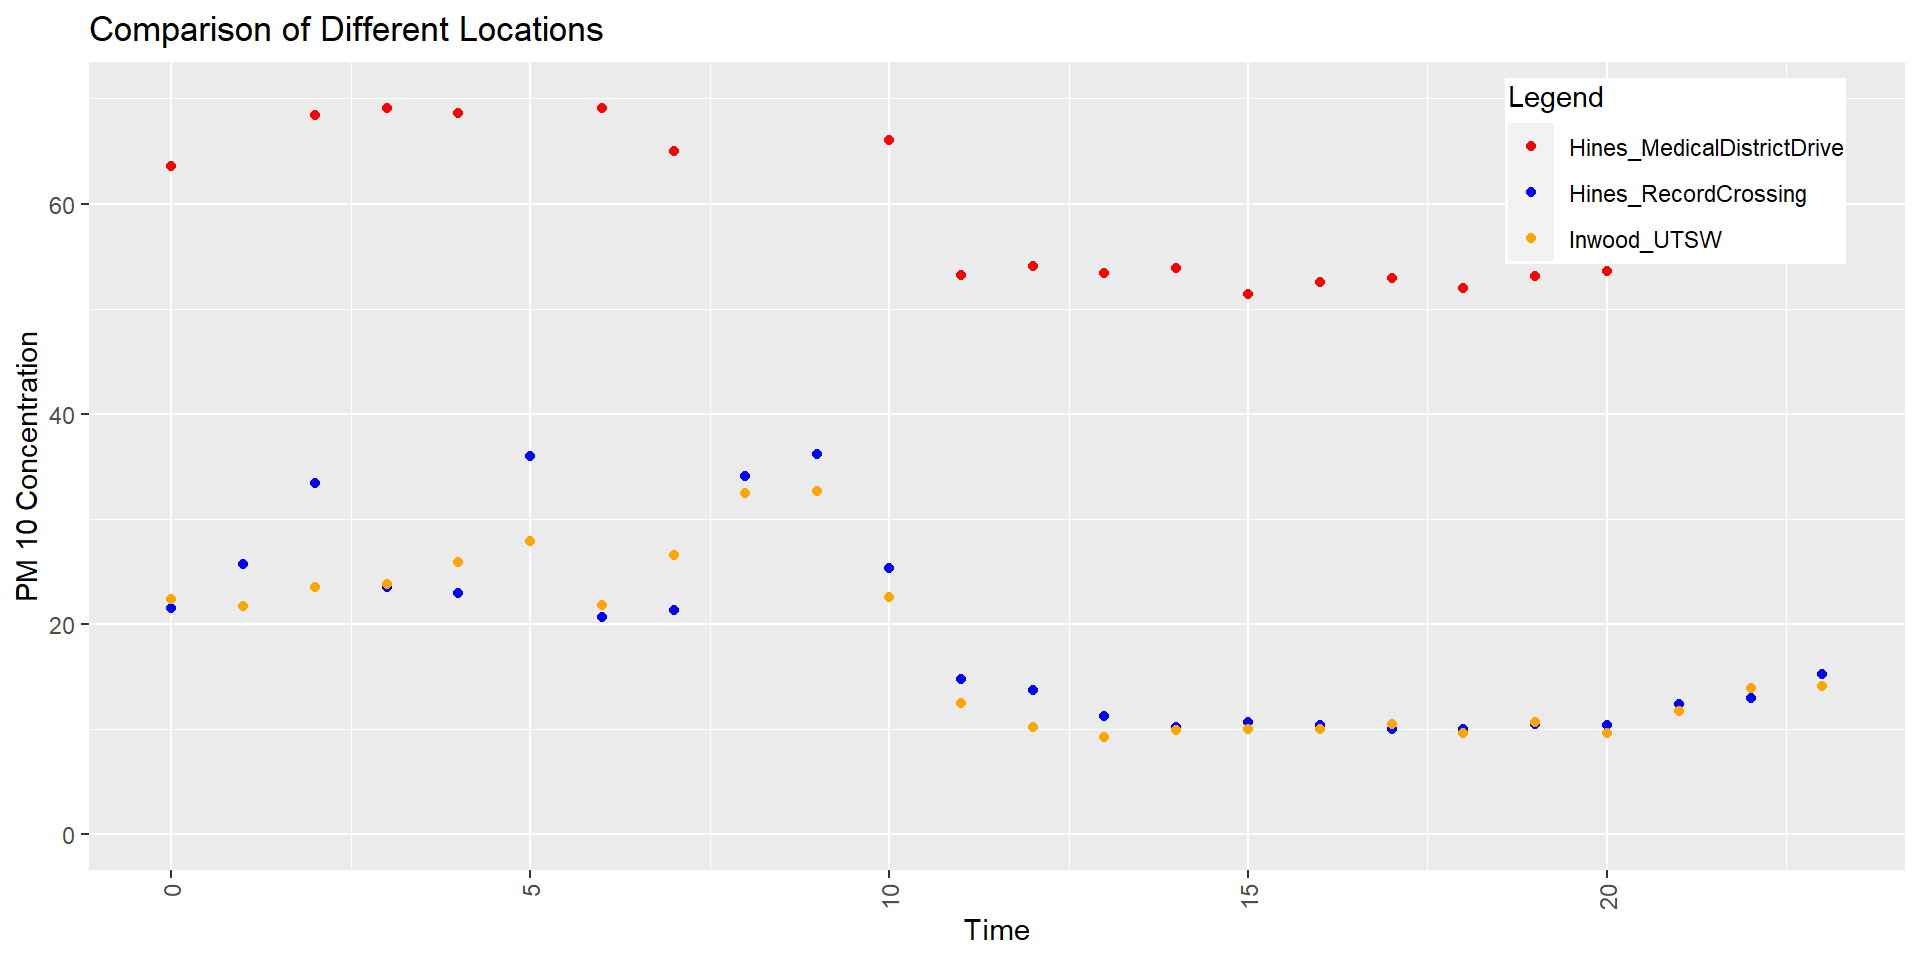 Comparison of Different Locations
Legend
Hines_MedicalDistrictDrive
Hines_RecordCrossing
Inwood_UTSW
PM 10 Concentration
60
40
20
0
0
5
10
15
20
Time